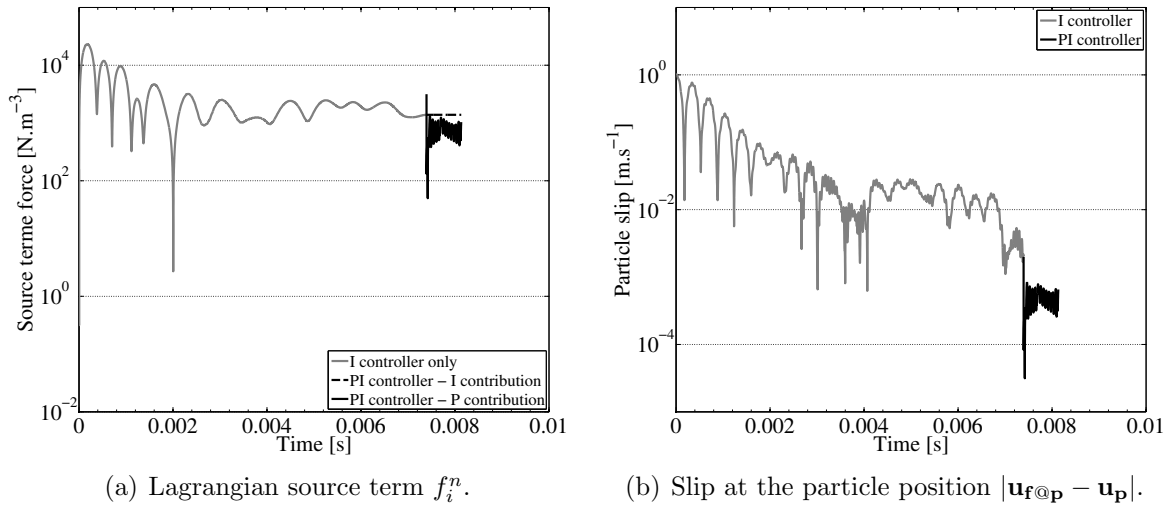 10^4
10^2
10^0
10^{-2}
0
0.002
0.004
0.006
0.008
0.01
Time [s]
Source terme force [N.m^{-3}]
I controller only
PI controller – I contribution
PI controller – P contribution
(a) Lagrangian source term f_i^n.
10^0
10^{-2}
10^{-4}
0
0.002
0.004
0.006
0.008
0.01
Time [s]
Particle slip [m.s^{-1}]
I controller
PI controller
(b) Slip at the particle position |u_{f@p} − u_p|.